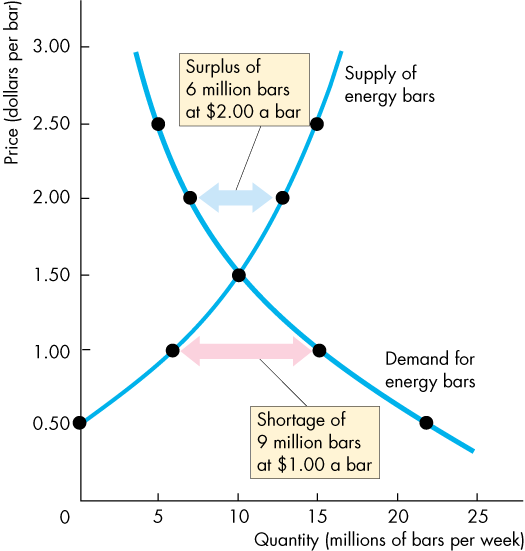 Price (dollars per bar)
3.00
2.50
2.00
1.50
1.00
0.50
0
Surplus of
6 million bars
at $2.00 a bar
Supply of
energy bars
Demand for
energy bars
Shortage of
9 million bars
at $1.00 a bar
5
10
15
20
25
Quantity (millions of bars per week)